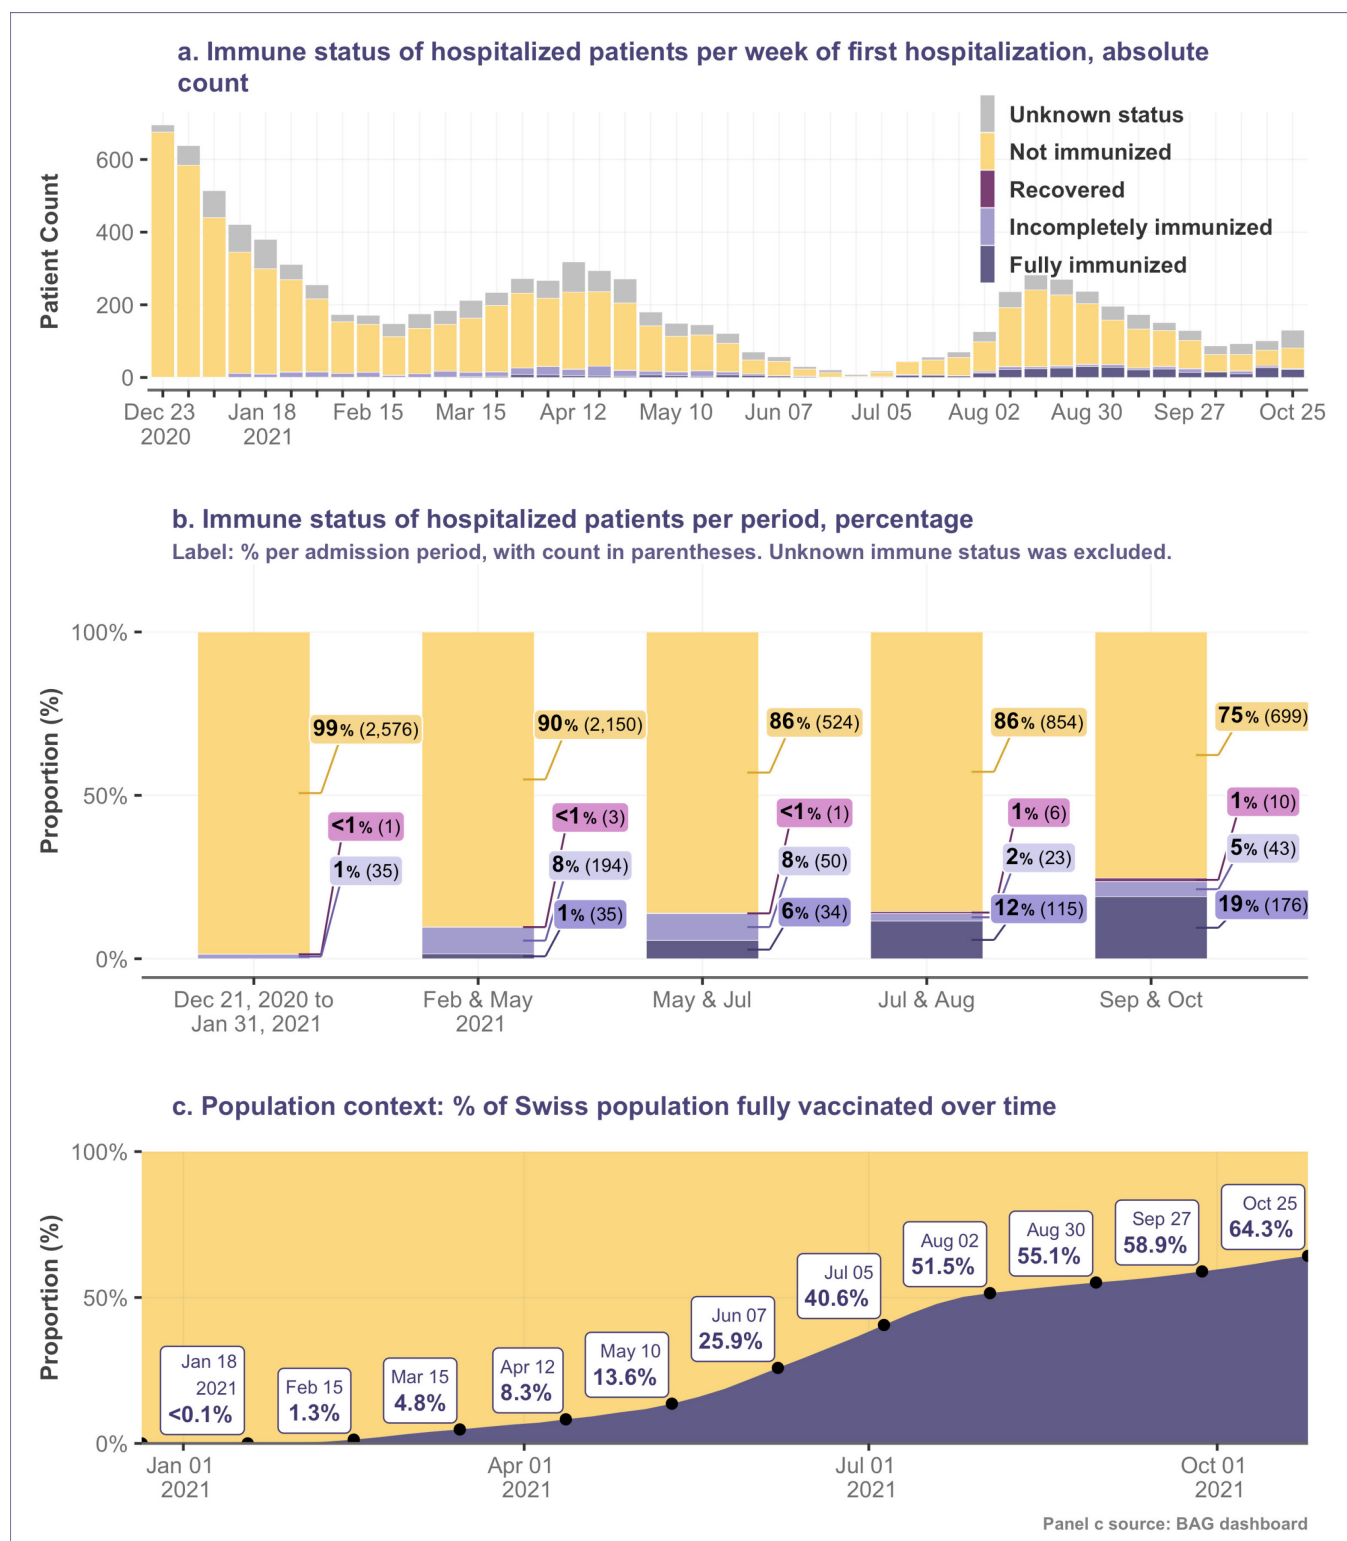 a. Immune status of hospitalized patients per week of first hospitalization, absolute
count
Unknown status
Not immunized
Recovered
Incompletely immunized
Fully immunized
Patient Count
600
400
200
0
Dec 23 Jan 18 Feb 15 Mar 15 Apr 12 May 10 Jun 07 Jul 05 Aug 02 Aug 30 Sep 27 Oct 25
2020 2021
b. Immune status of hospitalized patients per period, percentage
Label: % per admission period, with count in parentheses. Unknown immune status was excluded.
Proportion (%)
100%
50%
0%
99% (2,576)
<1% (1)
1% (35)
90% (2,150)
<1% (3)
8% (194)
1% (35)
86% (524)
<1% (1)
8% (50)
6% (34)
86% (854)
1% (6)
2% (23)
12% (115)
75% (699)
1% (10)
5% (43)
19% (176)
Dec 21, 2020 to Feb & May May & Jul Jul & Aug Sep & Oct
Jan 31, 2021 2021
c. Population context: % of Swiss population fully vaccinated over time
Proportion (%)
100%
50%
0%
Jan 18
2021
<0.1%
Feb 15
1.3%
Mar 15
4.8%
Apr 12
8.3%
May 10
13.6%
Jun 07
25.9%
Jul 05
40.6%
Aug 02
51.5%
Aug 30
55.1%
Sep 27
58.9%
Oct 25
64.3%
Jan 01 Apr 01 Jul 01 Oct 01
2021 2021 2021 2021
Panel c source: BAG dashboard